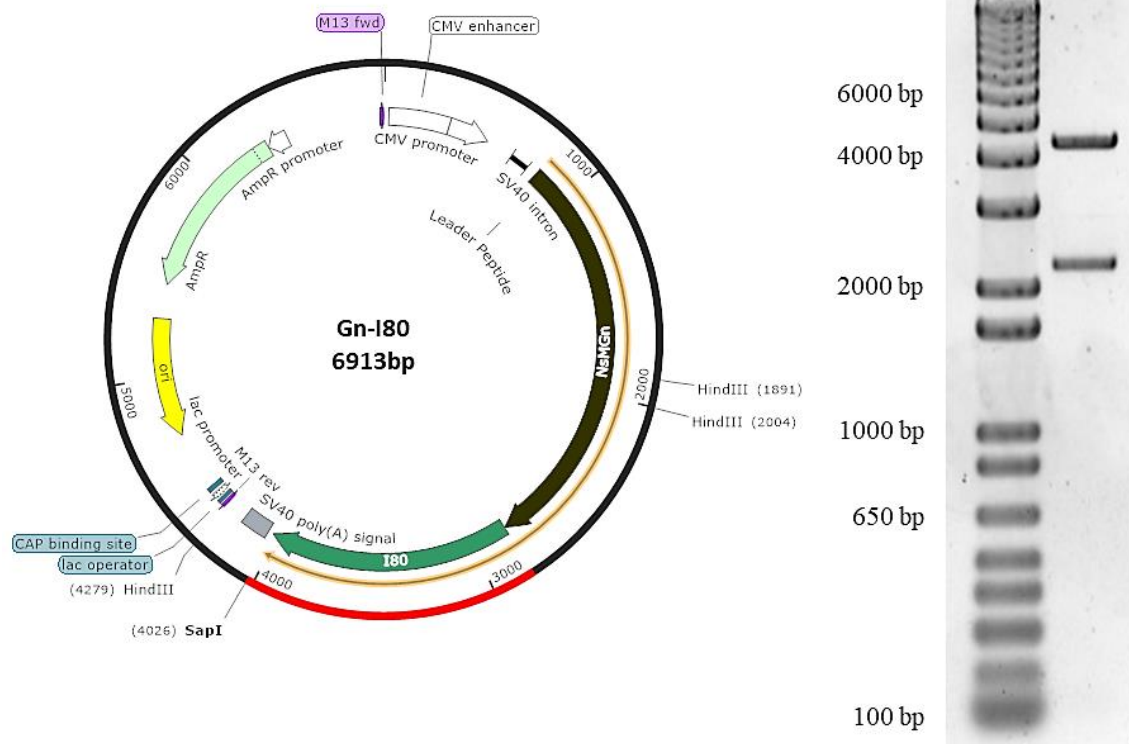 M13 fwd
CMV enhancer
CMV promoter
SV40 intron
Leader Peptide
1000
NsMGn
2000
HindIII (1891)
HindIII (2004)
3000
I80
4000
SV40 poly(A) signal
M13 rev
lac promoter
CAP binding site
lac operator
(4279) HindIII
(4026) SapI
5000
ori
AmpR
6000
AmpR promoter
Gn-I80
6913bp
6000 bp
4000 bp
2000 bp
1000 bp
650 bp
100 bp